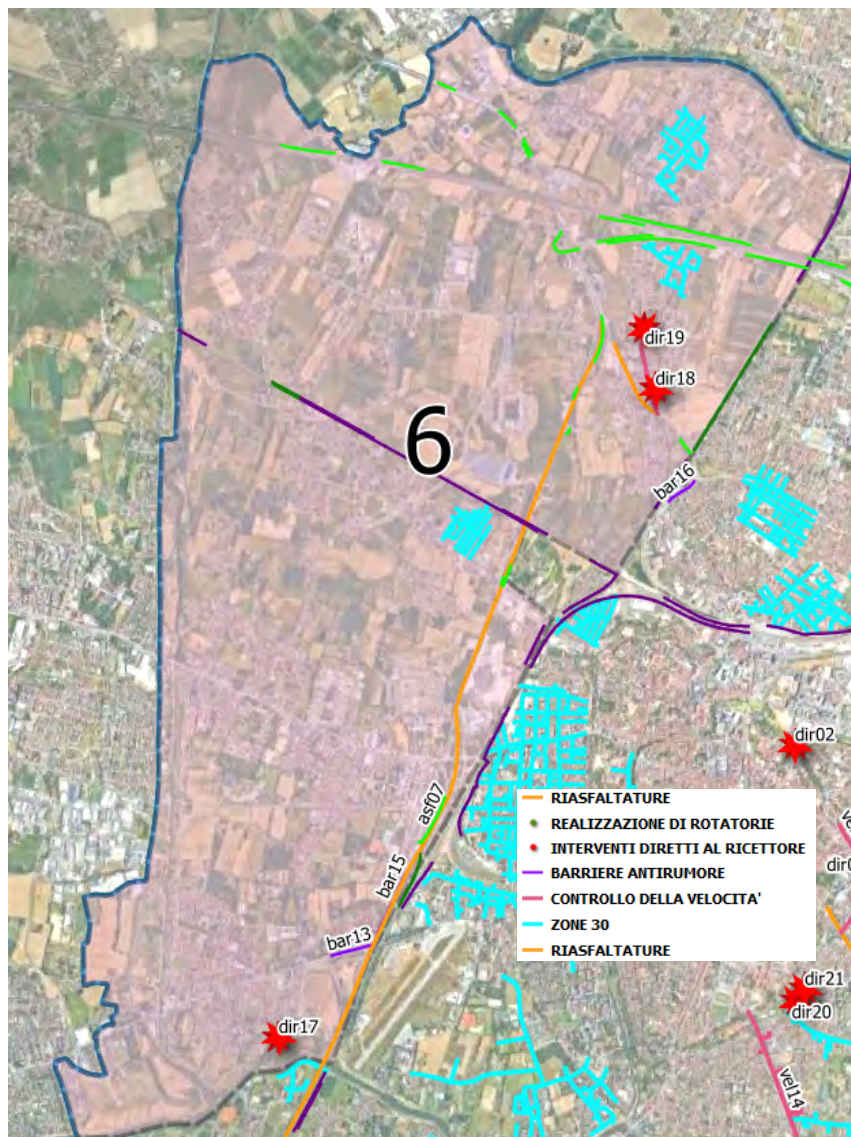 dir19
dir18
6
bar16
dir02
asf07
RIASFALTATURE
REALIZZAZIONE DI ROTATORIE
INTERVENTI DIRETTI AL RICETTORE
BARRIERE ANTIRUMORE
CONTROLLO DELLA VELOCITA'
ZONE 30
RIASFALTATURE
bar15
bar13
dir21
dir20
dir17
vel14